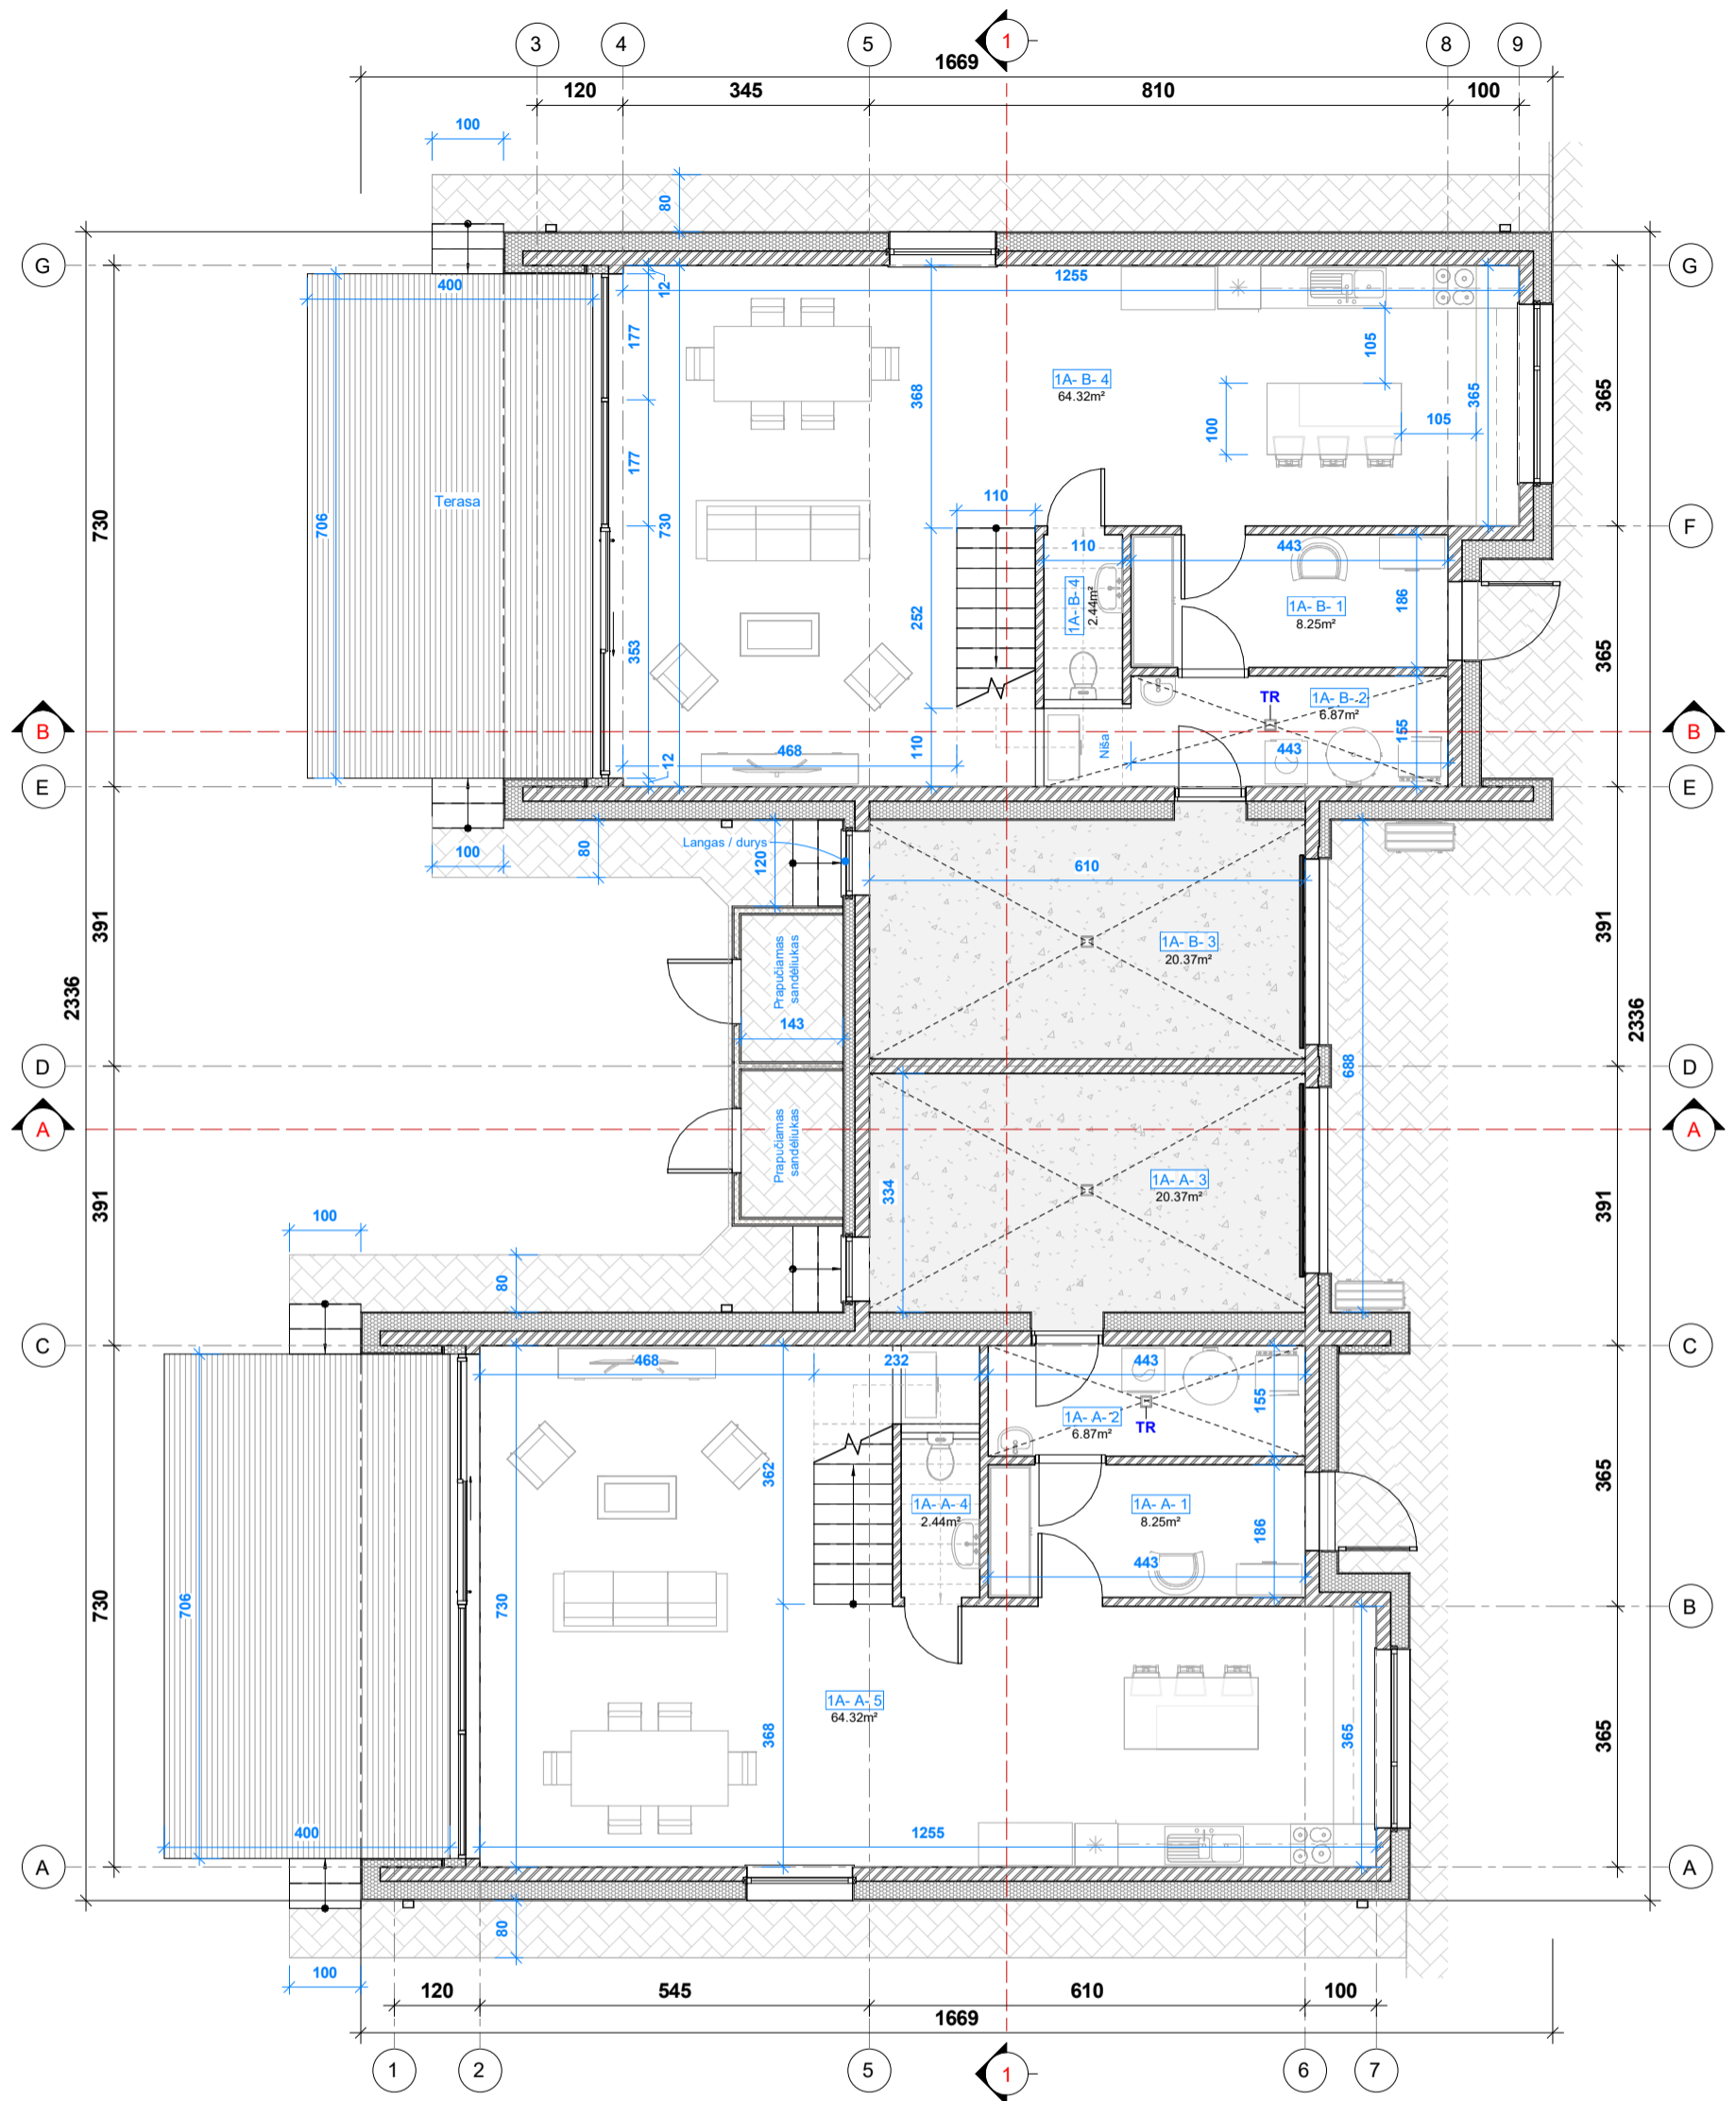 3 4 5 1 8 9
1669
120 345 810 100
100
80
G 12 1255 G
400
177
105
1A- B- 4
64.32m²
368 365 365
100 105
177
Terasa
110
706 730 730
F
110 443
1A- B- 4
2.44m²
186
1A- B- 1
8.25m²
252
353 365
TR
1A- B- 2
6.87m²
B 155 B
110 Niša
468 443
12
E E
Langas / durys
100 80 120
610
391 391
1A- B- 3
20.37m²
Prapučiamas
sandėliukas
2336 2336
143
D D
688
A A
Prapučiamas
sandėliukas
1A- A- 3
20.37m²
334
391 391
100
80
C C
468 232 443
155
1A- A- 2
6.87m²
TR
362
1A- A- 4
2.44m²
1A- A- 1
8.25m²
365
186
443
706 730 730
B
1A- A- 5
64.32m²
368 365 365
400 1255
A A
80
100
120 545 610 100
1669
1 2 5 1 6 7